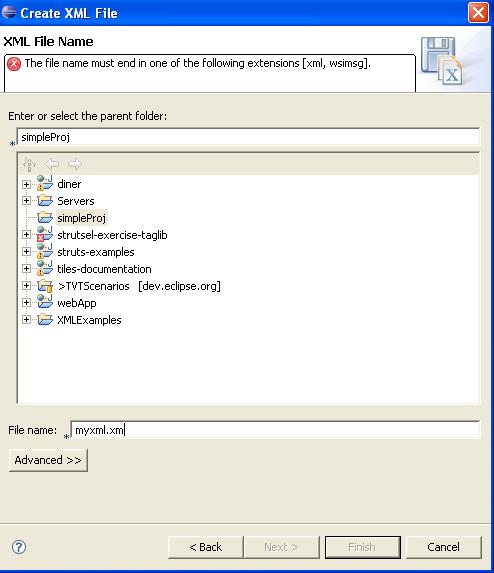 Create XML File
XML File Name
The file name must end in one of the following extensions [xml, wsimsg].
X
Enter or select the parent folder:
* simpleProj
diner
Servers
simpleProj
strutsel-exercise-taglib
struts-examples
tiles-documentation
>TVTScenarios [dev.eclipse.org]
webApp
XMLExamples
File name: * myxml.xm
Advanced >>
? < Back Next > Finish Cancel